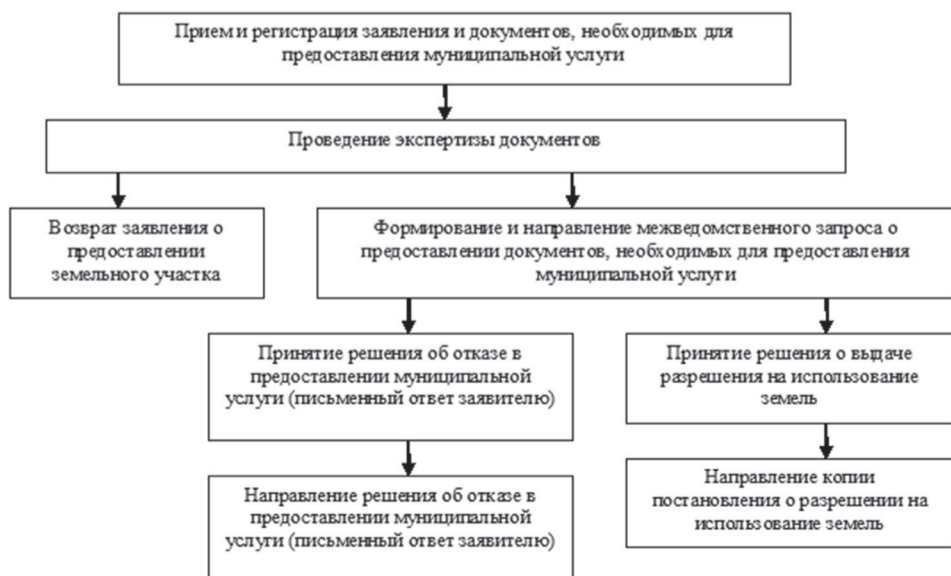 Прием и регистрация заявления и документов, необходимых для
предоставления муниципальной услуги
Проведение экспертизы документов
Возврат заявления о
предоставлении
земельного участка
Формирование и направление межведомственного запроса о
предоставлении документов, необходимых для предоставления
муниципальной услуги
Принятие решения об отказе в
предоставлении муниципальной
услуги (письменный ответ заявителю)
Принятие решения о выдаче
разрешения на использование
земель
Направление решения об отказе в
предоставлении муниципальной
услуги (письменный ответ заявителю)
Направление копии
постановления о разрешении на
использование земель